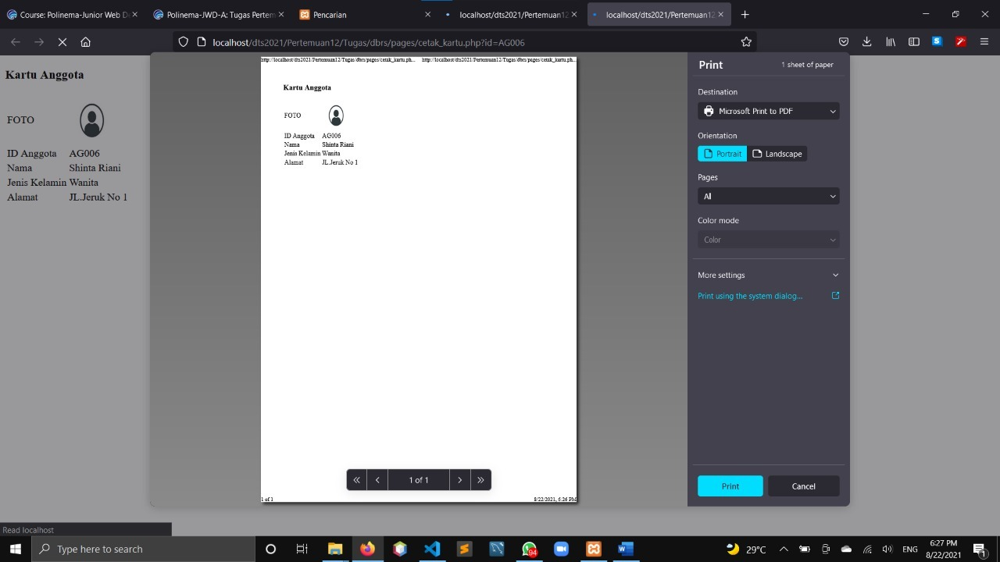 Course: Polinema-Junior Web De
Polinema-JWD-A: Tugas Pertem
Pencarian
localhost/dts2021/Pertemuan12
localhost/dts2021/Pertemuan12
localhost/dts2021/Pertemuan12/Tugas/dbrs/pages/cetak_kartu.php?id=AG006
Kartu Anggota
FOTO
ID Anggota AG006
Nama Shinta Riani
Jenis Kelamin Wanita
Alamat JL.Jeruk No 1
http://localhost/dts2021/Pertemuan12/Tugas/dbrs/pages/cetak_kartu.ph... http://localhost/dts2021/Pertemuan12/Tugas/dbrs/pages/cetak_kartu.ph...
Kartu Anggota
FOTO
ID Anggota AG006
Nama Shinta Riani
Jenis Kelamin Wanita
Alamat JL.Jeruk No 1
1 of 1
1 of 1 8/22/2021, 6:26 PM
Print 1 sheet of paper
Destination
Microsoft Print to PDF
Orientation
Portrait Landscape
Pages
All
Color mode
Color
More settings
Print using the system dialog...
Print Cancel
Read localhost
Type here to search
94
29°C
ENG
6:27 PM
8/22/2021
1